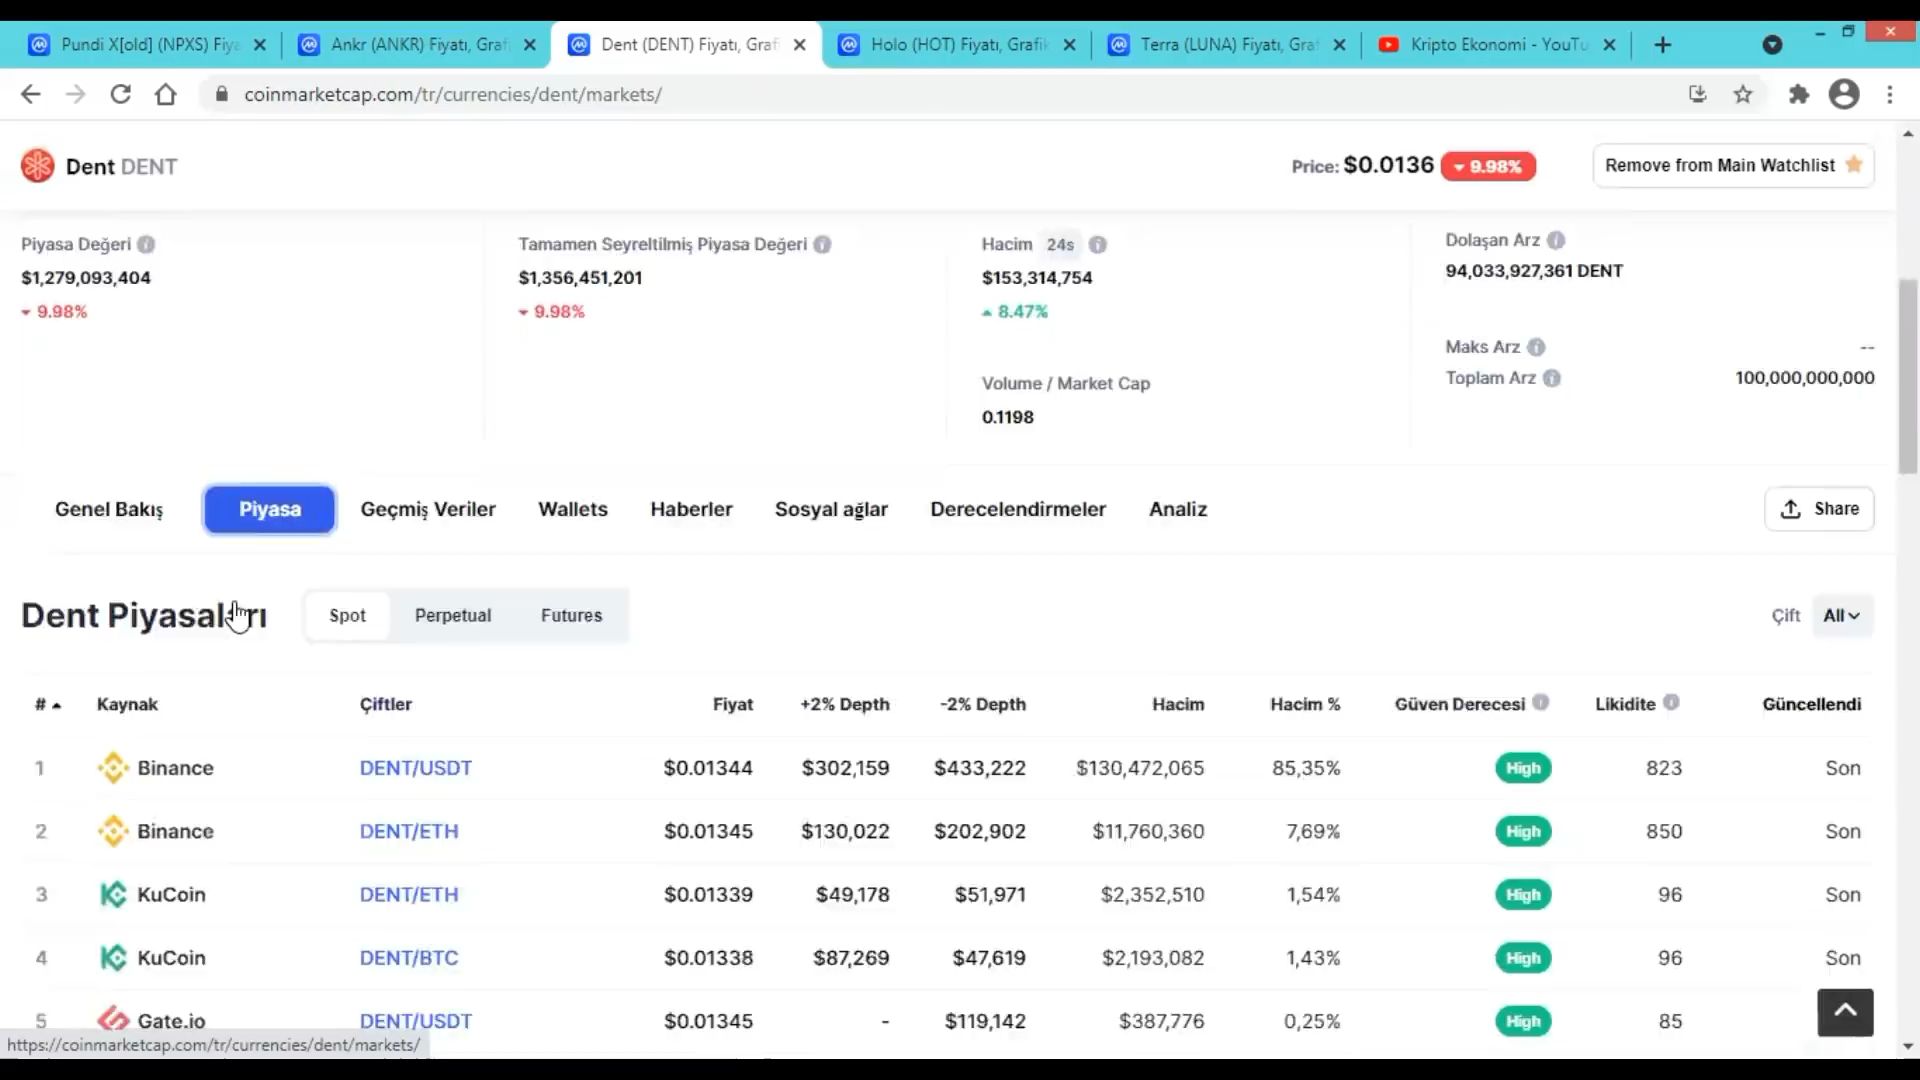 Pundi X[old] (NPXS) Fiya
Ankr (ANKR) Fiyatı, Graf
Dent (DENT) Fiyatı, Grafi
Holo (HOT) Fiyatı, Grafik
Terra (LUNA) Fiyatı, Graf
Kripto Ekonomi - YouTu
coinmarketcap.com/tr/currencies/dent/markets/
Dent DENT
Price: $0.0136 9.98%
Remove from Main Watchlist
Piyasa Değeri
$1,279,093,404
9.98%
Tamamen Seyreltilmiş Piyasa Değeri
$1,356,451,201
9.98%
Hacim 24s
$153,314,754
8.47%
Volume / Market Cap
0.1198
Dolaşan Arz
94,033,927,361 DENT
Maks Arz --
Toplam Arz 100,000,000,000
Genel Bakış Piyasa Geçmiş Veriler Wallets Haberler Sosyal ağlar Derecelendirmeler Analiz Share
Dent Piyasaları Spot Perpetual Futures Çift All
# Kaynak Çiftler Fiyat +2% Depth -2% Depth Hacim Hacim % Güven Derecesi Likidite Güncellendi
1 Binance DENT/USDT $0.01344 $302,159 $433,222 $130,472,065 85,35% High 823 Son
2 Binance DENT/ETH $0.01345 $130,022 $202,902 $11,760,360 7,69% High 850 Son
3 KuCoin DENT/ETH $0.01339 $49,178 $51,971 $2,352,510 1,54% High 96 Son
4 KuCoin DENT/BTC $0.01338 $87,269 $47,619 $2,193,082 1,43% High 96 Son
5 Gate.io DENT/USDT $0.01345 - $119,142 $387,776 0,25% High 85
https://coinmarketcap.com/tr/currencies/dent/markets/